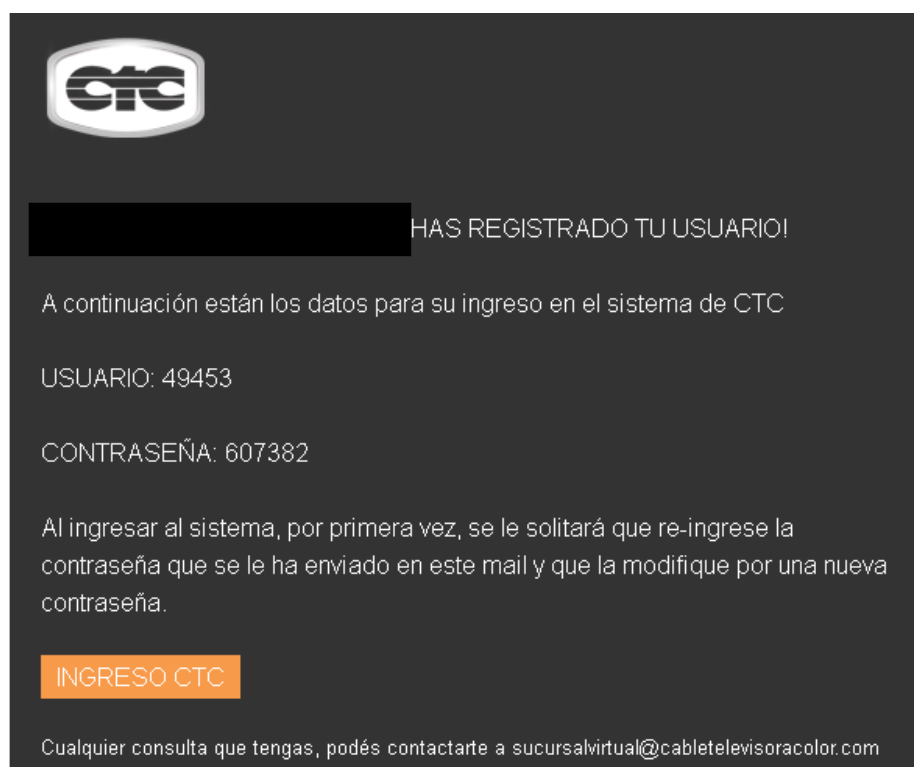 CTC
HAS REGISTRADO TU USUARIO!
A continuación están los datos para su ingreso en el sistema de CTC
USUARIO: 49453
CONTRASEÑA: 607382
Al ingresar al sistema, por primera vez, se le solitará que re-ingrese la
contraseña que se le ha enviado en este mail y que la modifique por una nueva
contraseña.
INGRESO CTC
Cualquier consulta que tengas, podés contactarte a sucursalvirtual@cabletelevisoracolor.com